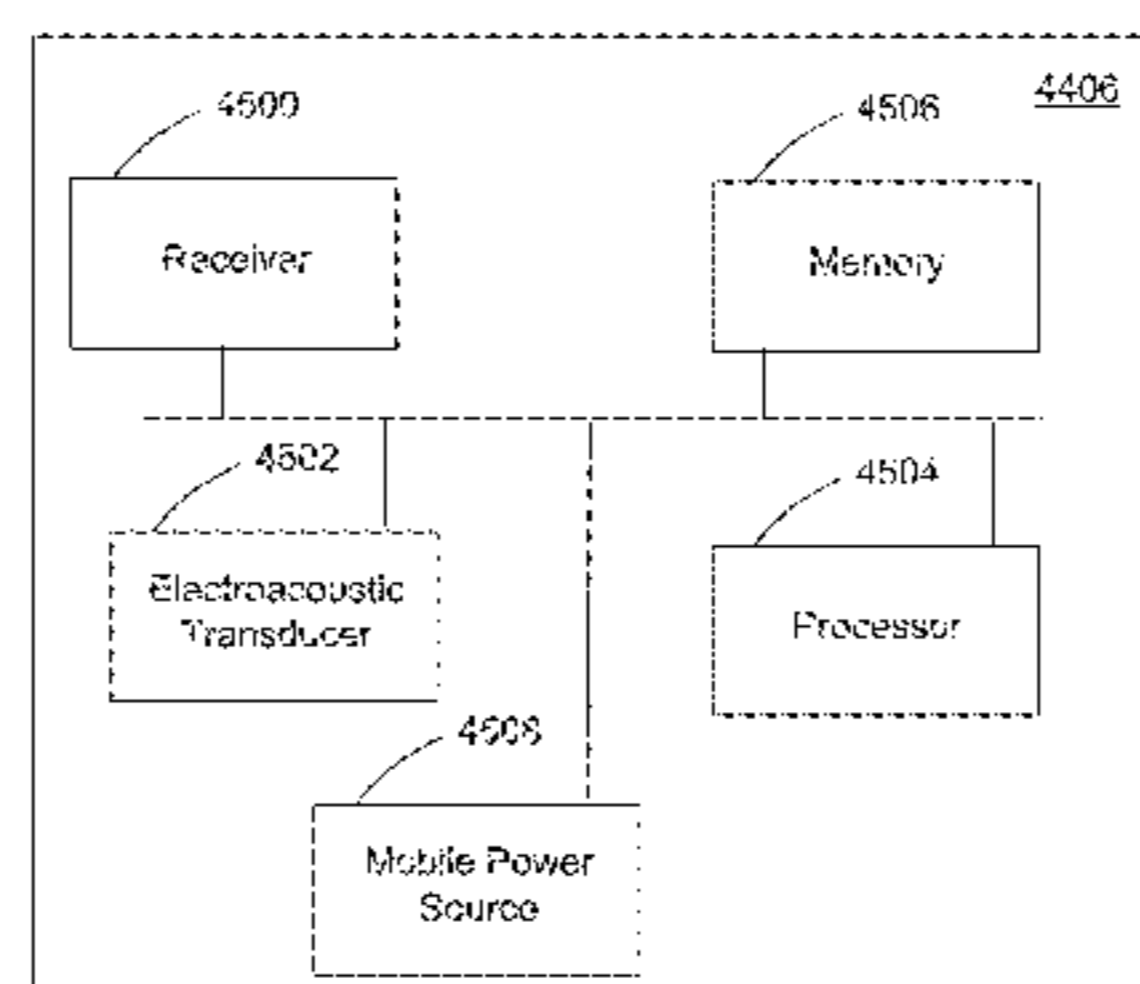 4500
4506
4406
Receiver
Memory
4502
4504
Electroacoustic
Transducer
Processor
4508
Mobile Power
Source